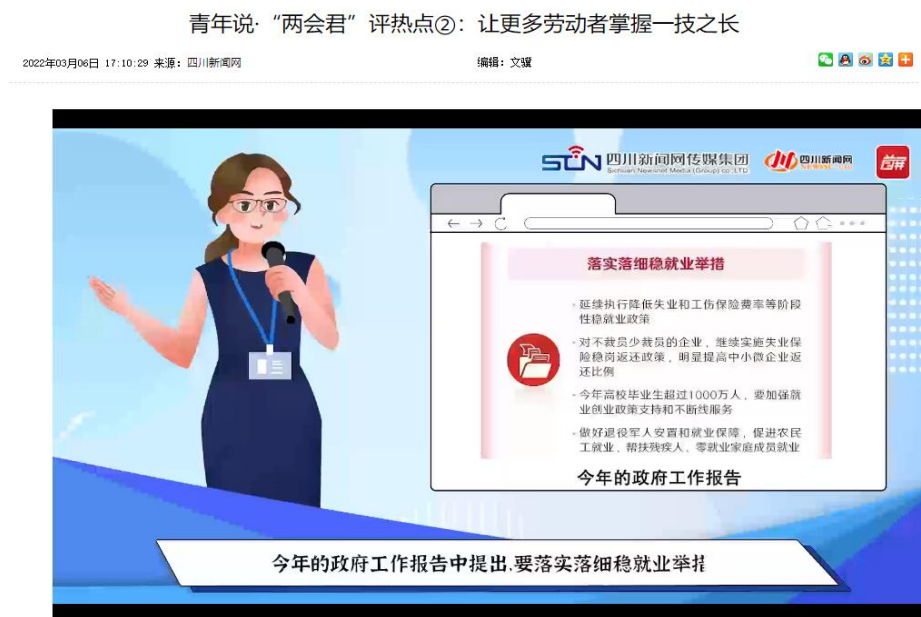 青年说·“两会君”评热点②：让更多劳动者掌握一技之长
2022年03月06日 17:10:29 来源：四川新闻网
编辑：文骥
SCN 四川新闻网传媒集团
Sichuan Newsnet Media (Group) co.,LTD
四川新闻网
首屏
落实落细稳就业举措
·延续执行降低失业和工伤保险费率等阶段
性稳就业政策
·对不裁员少裁员的企业，继续实施失业保
险稳岗返还政策，明显提高中小微企业返
还比例
·今年高校毕业生超过1000万人，要加强就
业创业政策支持和不断线服务
·做好退役军人安置和就业保障，促进农民
工就业，帮扶残疾人、零就业家庭成员就业
今年的政府工作报告
今年的政府工作报告中提出,要落实落细稳就业举措